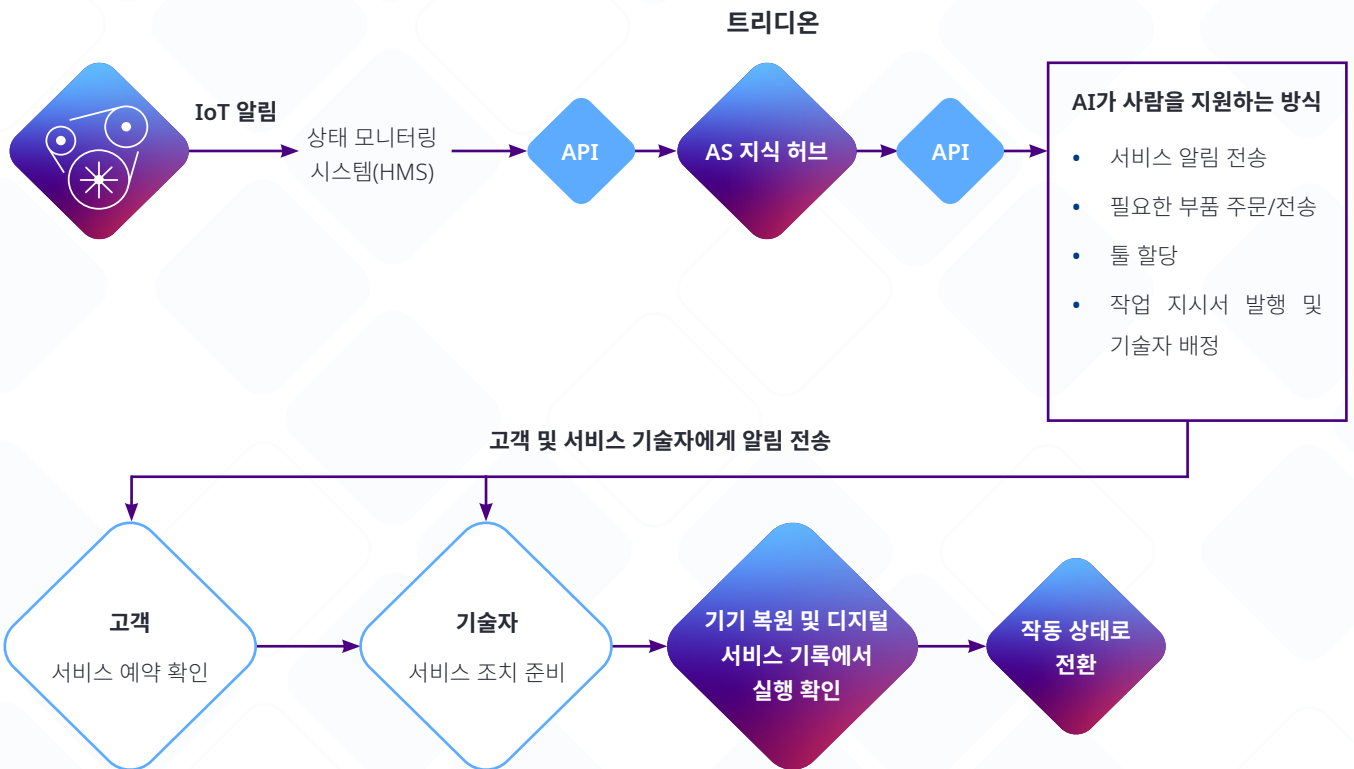 트리디온
IoT 알림
상태 모니터링
시스템(HMS)
API
AS 지식 허브
API
AI가 사람을 지원하는 방식
• 서비스 알림 전송
• 필요한 부품 주문/전송
• 툴 할당
• 작업 지시서 발행 및
기술자 배정
고객 및 서비스 기술자에게 알림 전송
고객
서비스 예약 확인
기술자
서비스 조치 준비
기기 복원 및 디지털
서비스 기록에서
실행 확인
작동 상태로
전환